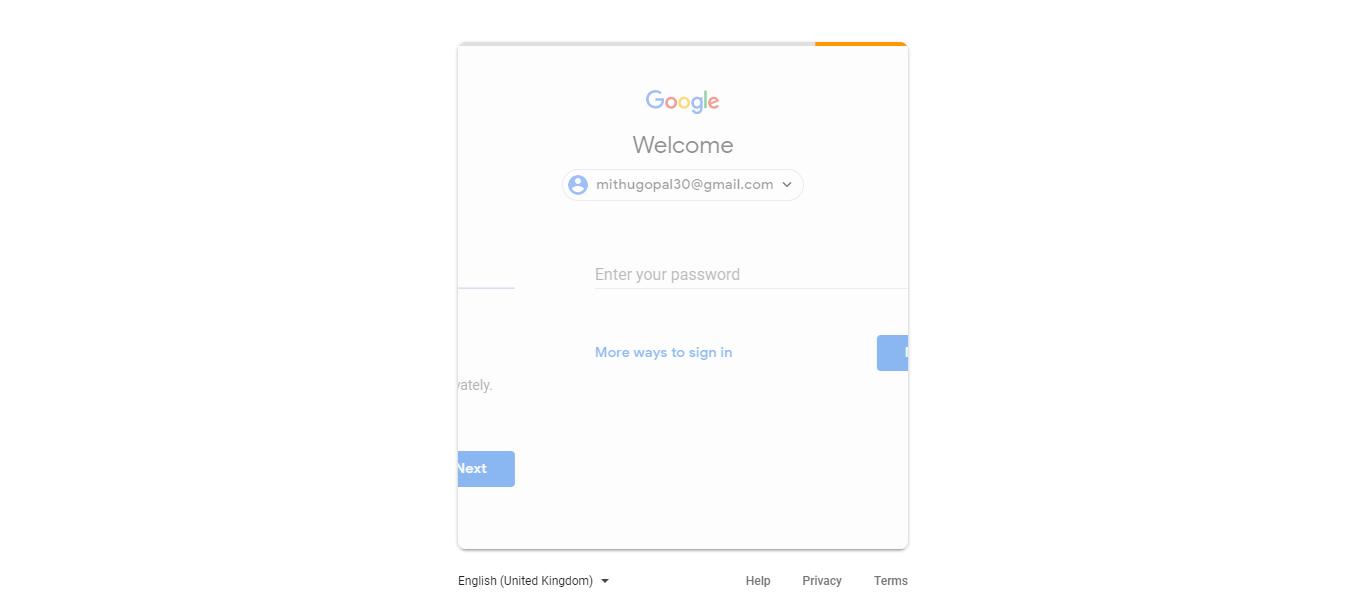 Google
Welcome
mithugopal30@gmail.com
Enter your password
More ways to sign in
vately.
Next
English (United Kingdom)
Help
Privacy
Terms